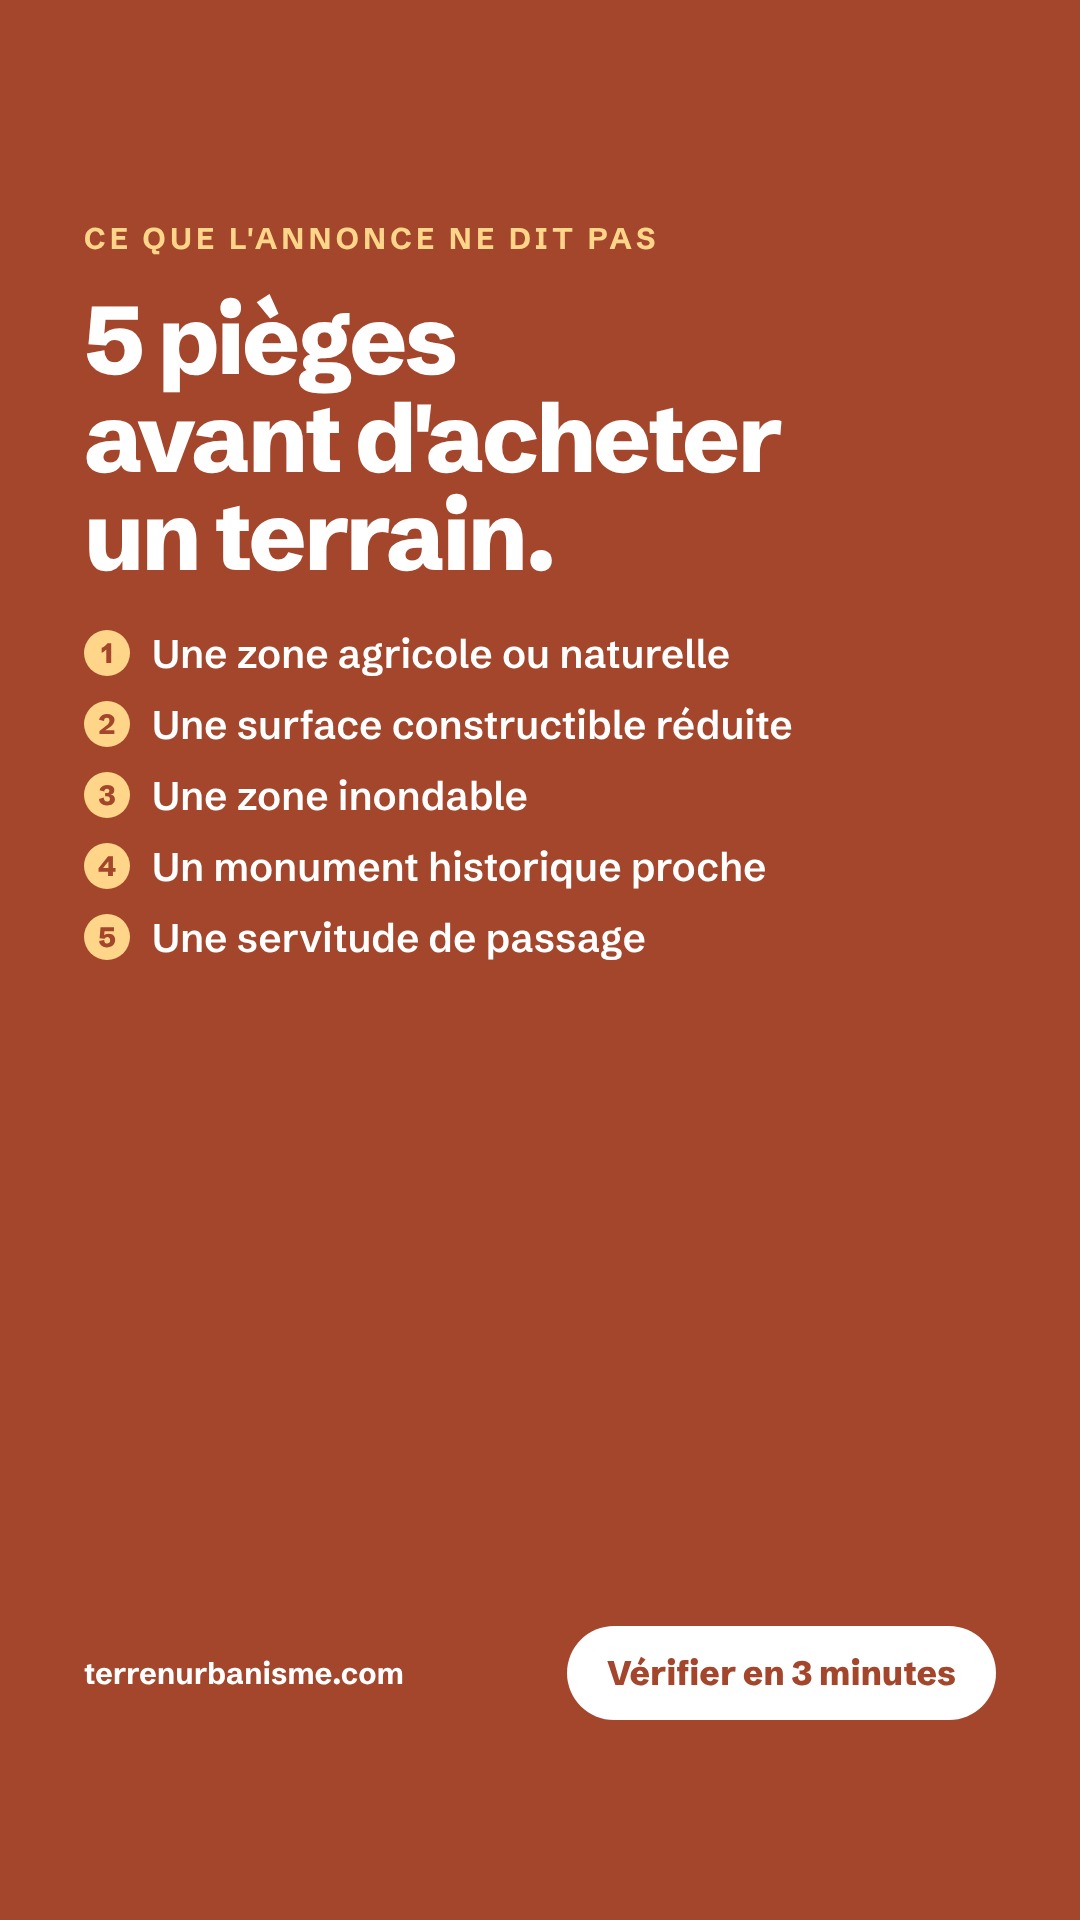 CE QUE L'ANNONCE NE DIT PAS
5 pièges
avant d'acheter
un terrain.
1 Une zone agricole ou naturelle
2 Une surface constructible réduite
3 Une zone inondable
4 Un monument historique proche
5 Une servitude de passage
terrenurbanisme.com
Vérifier en 3 minutes